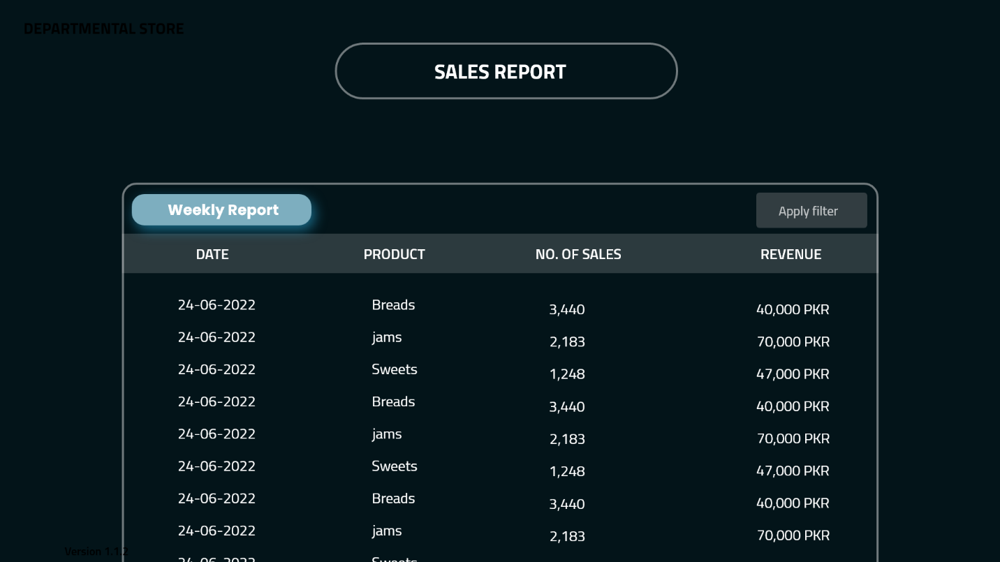 DEPARTMENTAL STORE
SALES REPORT
Weekly Report
Apply filter
DATE PRODUCT NO. OF SALES REVENUE
24-06-2022 Breads 3,440 40,000 PKR
24-06-2022 jams 2,183 70,000 PKR
24-06-2022 Sweets 1,248 47,000 PKR
24-06-2022 Breads 3,440 40,000 PKR
24-06-2022 jams 2,183 70,000 PKR
24-06-2022 Sweets 1,248 47,000 PKR
24-06-2022 Breads 3,440 40,000 PKR
24-06-2022 jams 2,183 70,000 PKR
Version 1.1.2
24-06-2022 Sweets